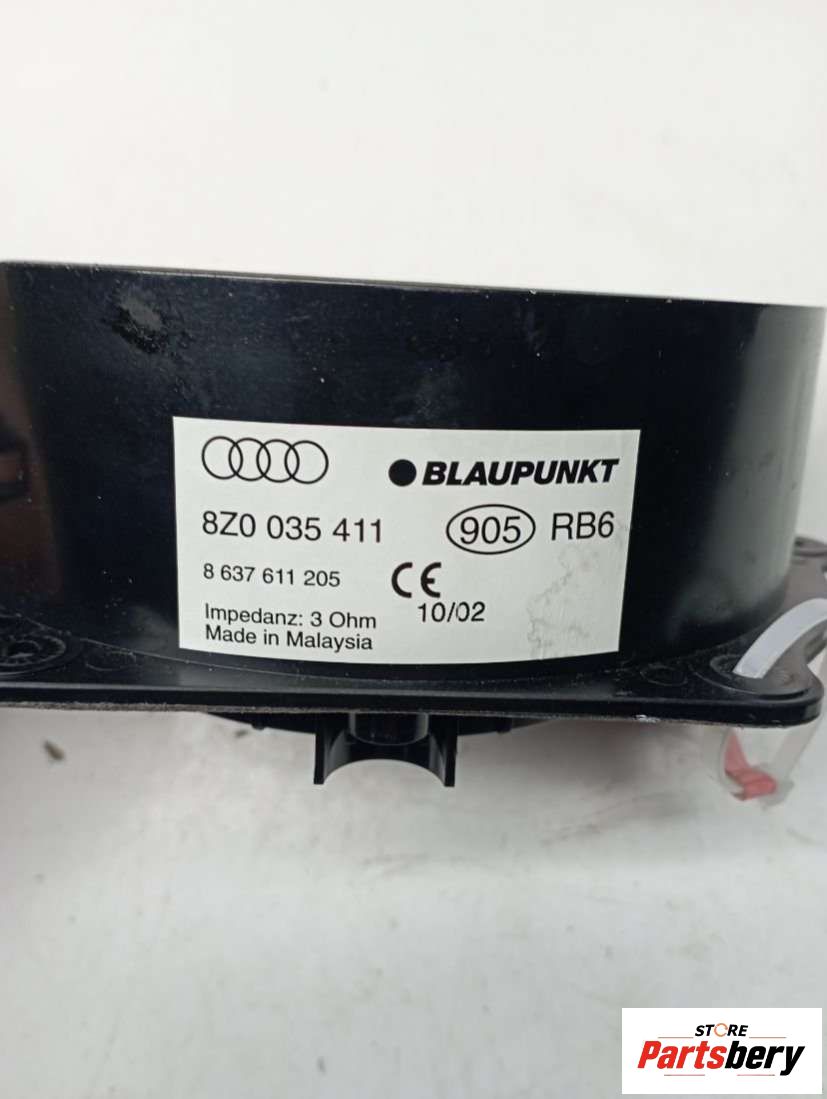 BLAUPUNKT
8Z0 035 411 905 RB6
8 637 611 205 CE
Impedanz: 3 Ohm 10/02
Made in Malaysia
STORE
Partsbery